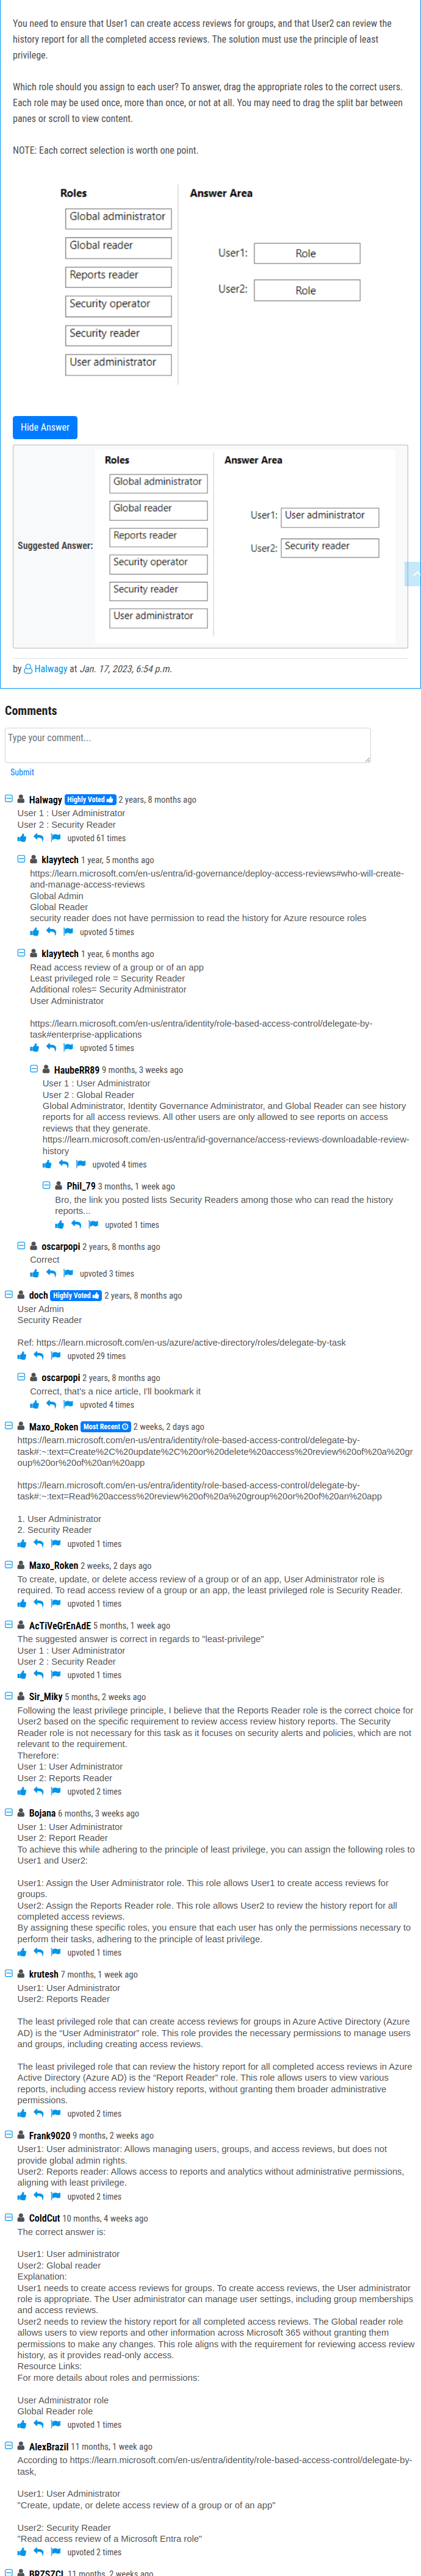 You need to ensure that User1 can create access reviews for groups, and that User2 can review the
history report for all the completed access reviews. The solution must use the principle of least
privilege.
Which role should you assign to each user? To answer, drag the appropriate roles to the correct users.
Each role may be used once, more than once, or not at all. You may need to drag the split bar between
panes or scroll to view content.
NOTE: Each correct selection is worth one point.
Roles
Answer Area
Global administrator
Global reader
Reports reader
Security operator
Security reader
User administrator
User1: Role
User2: Role
Hide Answer
Suggested Answer:
Roles
Answer Area
Global administrator
Global reader
Reports reader
Security operator
Security reader
User administrator
User1: User administrator
User2: Security reader
by Halwagy at Jan. 17, 2023, 6:54 p.m.
Comments
Type your comment...
Submit
Halwagy Highly Voted 2 years, 8 months ago
User 1 : User Administrator
User 2 : Security Reader
upvoted 61 times
klayytech 1 year, 5 months ago
https://learn.microsoft.com/en-us/entra/id-governance/deploy-access-reviews#who-will-create-
and-manage-access-reviews
Global Admin
Global Reader
security reader does not have permission to read the history for Azure resource roles
upvoted 5 times
klayytech 1 year, 6 months ago
Read access review of a group or of an app
Least privileged role = Security Reader
Additional roles= Security Administrator
User Administrator
https://learn.microsoft.com/en-us/entra/identity/role-based-access-control/delegate-by-
task#enterprise-applications
upvoted 5 times
HaubeRR89 9 months, 3 weeks ago
User 1 : User Administrator
User 2 : Global Reader
Global Administrator, Identity Governance Administrator, and Global Reader can see history
reports for all access reviews. All other users are only allowed to see reports on access
reviews that they generate.
https://learn.microsoft.com/en-us/entra/id-governance/access-reviews-downloadable-review-
history
upvoted 4 times
Phil_79 3 months, 1 week ago
Bro, the link you posted lists Security Readers among those who can read the history
reports...
upvoted 1 times
oscarpopi 2 years, 8 months ago
Correct
upvoted 3 times
doch Highly Voted 2 years, 8 months ago
User Admin
Security Reader
Ref: https://learn.microsoft.com/en-us/azure/active-directory/roles/delegate-by-task
upvoted 29 times
oscarpopi 2 years, 8 months ago
Correct, that's a nice article, I'll bookmark it
upvoted 4 times
Maxo_Roken Most Recent 2 weeks, 2 days ago
https://learn.microsoft.com/en-us/entra/identity/role-based-access-control/delegate-by-
task#:~:text=Create%2C%20update%2C%20or%20delete%20access%20review%20of%20a%20gr
oup%20or%20of%20an%20app
https://learn.microsoft.com/en-us/entra/identity/role-based-access-control/delegate-by-
task#:~:text=Read%20access%20review%20of%20a%20group%20or%20of%20an%20app
1. User Administrator
2. Security Reader
upvoted 1 times
Maxo_Roken 2 weeks, 2 days ago
To create, update, or delete access review of a group or of an app, User Administrator role is
required. To read access review of a group or an app, the least privileged role is Security Reader.
upvoted 1 times
AcTiVeGrEnAdE 5 months, 1 week ago
The suggested answer is correct in regards to "least-privilege"
User 1 : User Administrator
User 2 : Security Reader
upvoted 1 times
Sir_Miky 5 months, 2 weeks ago
Following the least privilege principle, I believe that the Reports Reader role is the correct choice for
User2 based on the specific requirement to review access review history reports. The Security
Reader role is not necessary for this task as it focuses on security alerts and policies, which are not
relevant to the requirement.
Therefore:
User 1: User Administrator
User 2: Reports Reader
upvoted 2 times
Bojana 6 months, 3 weeks ago
User 1: User Administrator
User 2: Report Reader
To achieve this while adhering to the principle of least privilege, you can assign the following roles to
User1 and User2:
User1: Assign the User Administrator role. This role allows User1 to create access reviews for
groups.
User2: Assign the Reports Reader role. This role allows User2 to review the history report for all
completed access reviews.
By assigning these specific roles, you ensure that each user has only the permissions necessary to
perform their tasks, adhering to the principle of least privilege.
upvoted 1 times
krutesh 7 months, 1 week ago
User1: User Administrator
User2: Reports Reader
The least privileged role that can create access reviews for groups in Azure Active Directory (Azure
AD) is the “User Administrator” role. This role provides the necessary permissions to manage users
and groups, including creating access reviews.
The least privileged role that can review the history report for all completed access reviews in Azure
Active Directory (Azure AD) is the “Report Reader” role. This role allows users to view various
reports, including access review history reports, without granting them broader administrative
permissions.
upvoted 2 times
Frank9020 9 months, 2 weeks ago
User1: User administrator: Allows managing users, groups, and access reviews, but does not
provide global admin rights.
User2: Reports reader: Allows access to reports and analytics without administrative permissions,
aligning with least privilege.
upvoted 2 times
ColdCut 10 months, 4 weeks ago
The correct answer is:
User1: User administrator
User2: Global reader
Explanation:
User1 needs to create access reviews for groups. To create access reviews, the User administrator
role is appropriate. The User administrator can manage user settings, including group memberships
and access reviews.
User2 needs to review the history report for all completed access reviews. The Global reader role
allows users to view reports and other information across Microsoft 365 without granting them
permissions to make any changes. This role aligns with the requirement for reviewing access review
history, as it provides read-only access.
Resource Links:
For more details about roles and permissions:
User Administrator role
Global Reader role
upvoted 1 times
AlexBrazil 11 months, 1 week ago
According to https://learn.microsoft.com/en-us/entra/identity/role-based-access-control/delegate-by-
task,
User1: User Administrator
"Create, update, or delete access review of a group or of an app"
User2: Security Reader
"Read access review of a Microsoft Entra role"
upvoted 2 times
BRZSZCL 11 months, 2 weeks ago